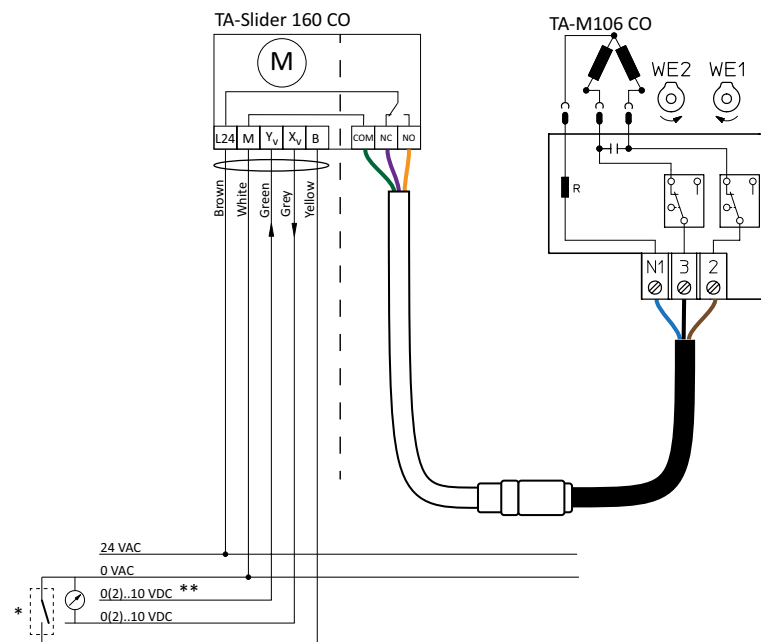 TA-Slider 160 CO
TA-M106 CO
M
WE2
WE1
L24
M
Yv
Xv
B
COM
NC
NO
R
Brown
White
Green
Grey
Yellow
N1
3
2
24 VAC
0 VAC
0(2)..10 VDC **
0(2)..10 VDC
*